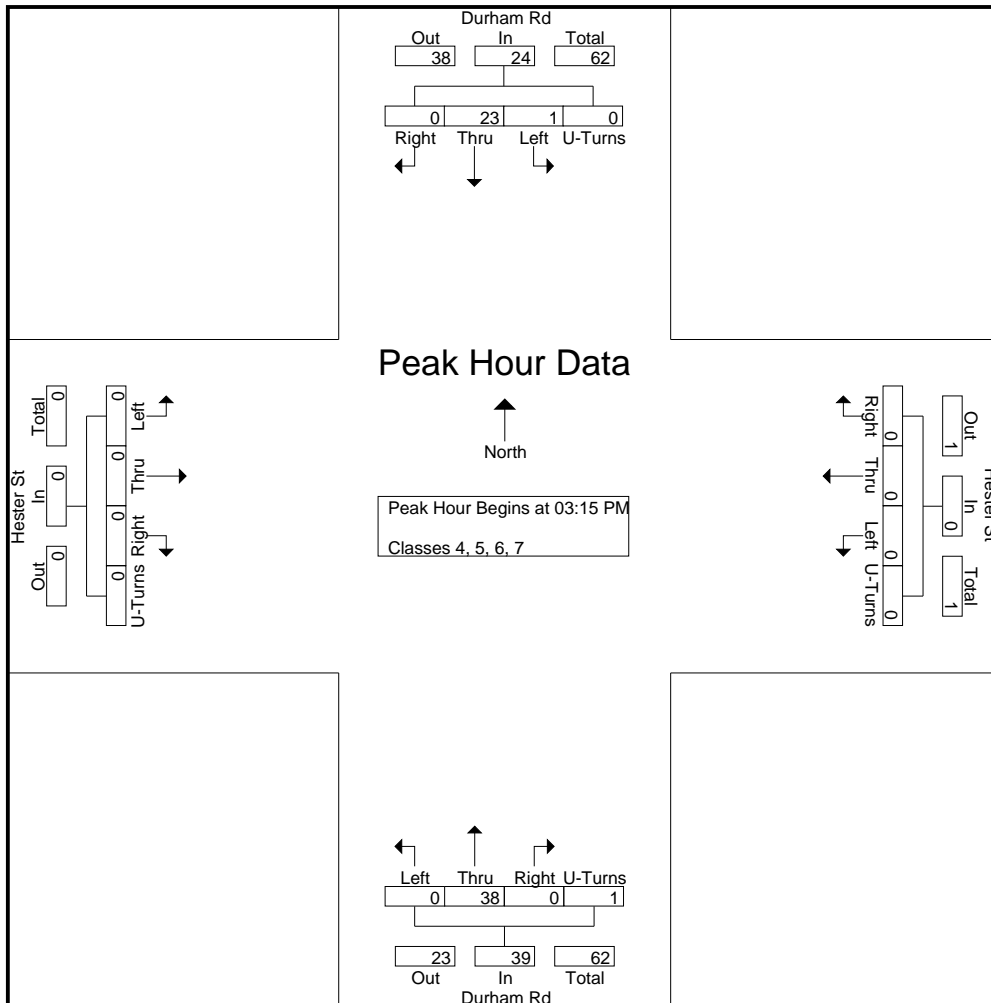 Durham Rd
Out In Total
38 24 62
0 23 1 0
Right Thru Left U-Turns
Peak Hour Data
North
Peak Hour Begins at 03:15 PM
Classes 4, 5, 6, 7
Hester St
Total In Out
0 0 0
0 0 0 0
Left Thru Right U-Turns
Right Thru Left U-Turns
0 0 0 0
Out In Total
1 0 1
Hester St
Left Thru Right U-Turns
0 38 0 1
23 39 62
Out In Total
Durham Rd